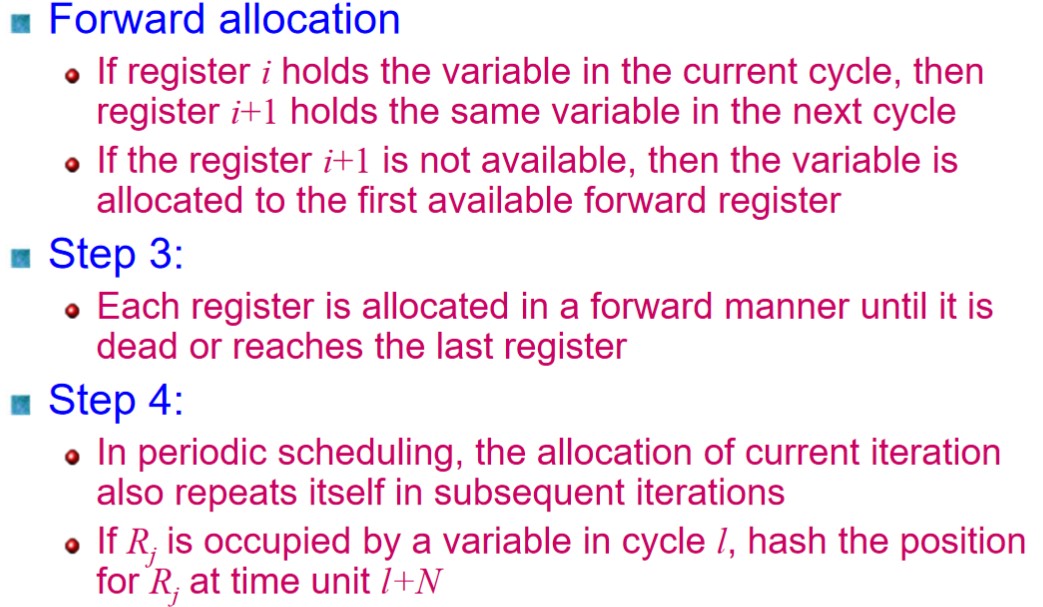 Forward allocation
If register i holds the variable in the current cycle, then
register i+1 holds the same variable in the next cycle
If the register i+1 is not available, then the variable is
allocated to the first available forward register
Step 3:
Each register is allocated in a forward manner until it is
dead or reaches the last register
Step 4:
In periodic scheduling, the allocation of current iteration
also repeats itself in subsequent iterations
If Rj is occupied by a variable in cycle l, hash the position
for Rj at time unit l+N